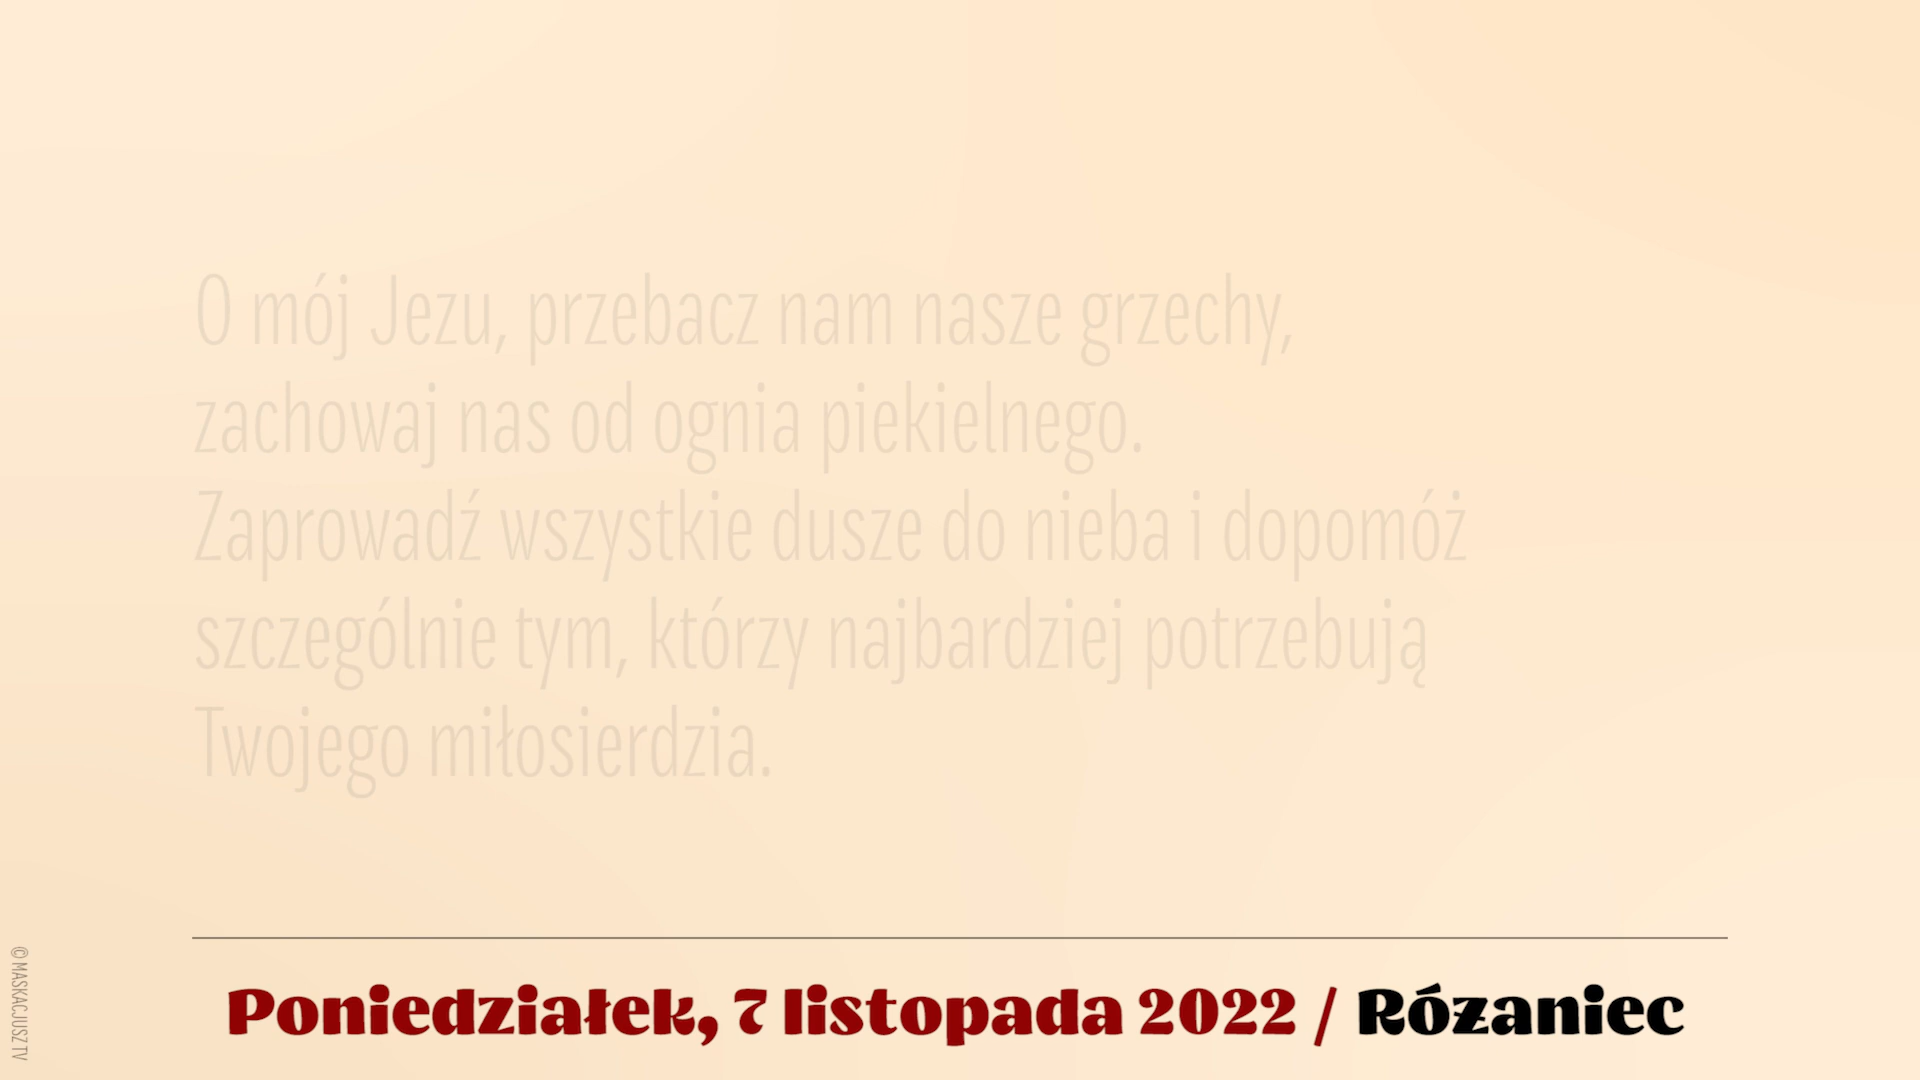 O mój Jezu, przebacz nam nasze grzechy,
zachowaj nas od ognia piekielnego.
Zaprowadź wszystkie dusze do nieba i dopomóż
szczególnie tym, którzy najbardziej potrzebują
Twojego miłosierdzia.
Poniedziałek, 7 listopada 2022 / Różaniec
© MASKACJUSZ TV